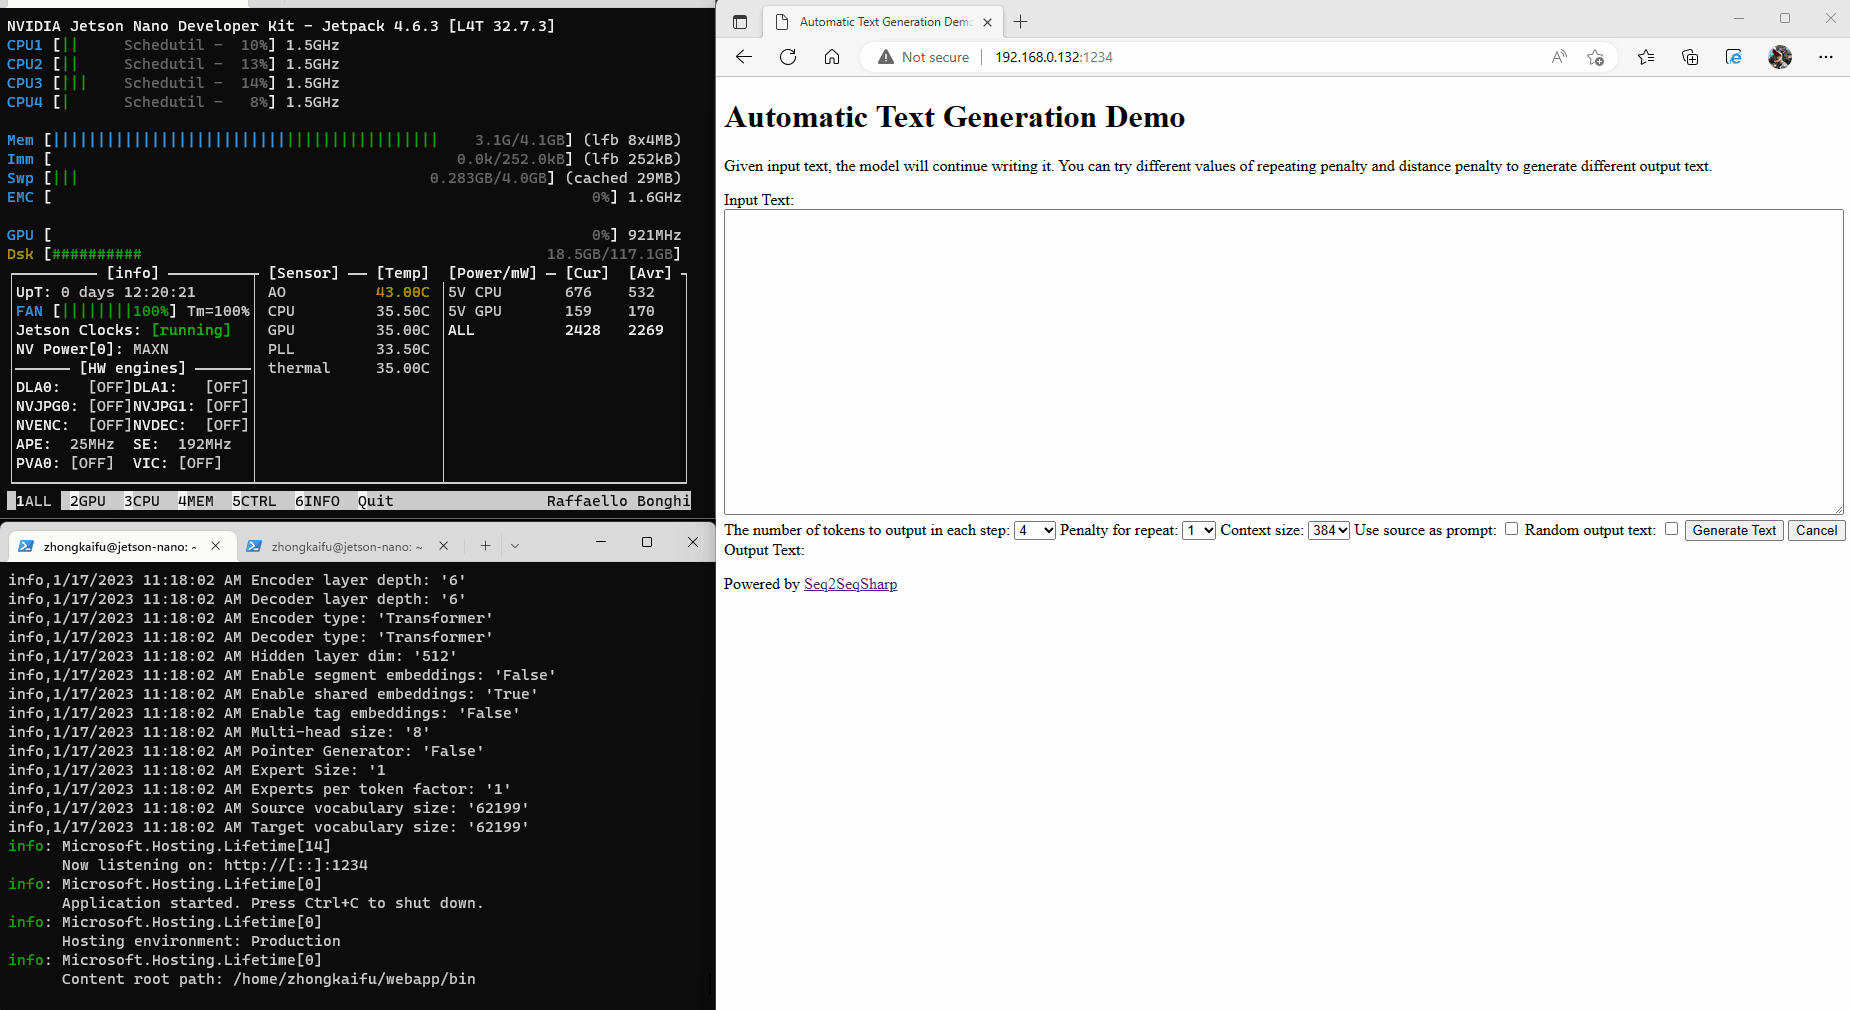 NVIDIA Jetson Nano Developer Kit - Jetpack 4.6.3 [L4T 32.7.3]
CPU1 [|| Schedutil - 10%] 1.5GHz
CPU2 [|| Schedutil - 13%] 1.5GHz
CPU3 [||| Schedutil - 14%] 1.5GHz
CPU4 [| Schedutil - 8%] 1.5GHz
Mem [||||||||||||||||||||||||||||||||||||||||||| 3.1G/4.1GB] (lfb 8x4MB)
Imm [ 0.0k/252.0kB] (lfb 252kB)
Swp [||| 0.283GB/4.0GB] (cached 29MB)
EMC [ 0%] 1.6GHz
GPU [ 0%] 921MHz
Dsk [########## 18.5GB/117.1GB]
[info] [Sensor] [Temp] [Power/mW] [Cur] [Avr]
UpT: 0 days 12:20:21 AO 43.00C 5V CPU 676 532
FAN [||||||||100%] Tm=100% CPU 35.50C 5V GPU 159 170
Jetson Clocks: [running] GPU 35.00C ALL 2428 2269
NV Power[0]: MAXN PLL 33.50C
[HW engines] thermal 35.00C
DLA0: [OFF]DLA1: [OFF]
NVJPG0: [OFF]NVJPG1: [OFF]
NVENC: [OFF]NVDEC: [OFF]
APE: 25MHz SE: 192MHz
PVA0: [OFF] VIC: [OFF]
1ALL 2GPU 3CPU 4MEM 5CTRL 6INFO Quit Raffaello Bonghi
zhongkaifu@jetson-nano: ~ zhongkaifu@jetson-nano: ~
info,1/17/2023 11:18:02 AM Encoder layer depth: '6'
info,1/17/2023 11:18:02 AM Decoder layer depth: '6'
info,1/17/2023 11:18:02 AM Encoder type: 'Transformer'
info,1/17/2023 11:18:02 AM Decoder type: 'Transformer'
info,1/17/2023 11:18:02 AM Hidden layer dim: '512'
info,1/17/2023 11:18:02 AM Enable segment embeddings: 'False'
info,1/17/2023 11:18:02 AM Enable shared embeddings: 'True'
info,1/17/2023 11:18:02 AM Enable tag embeddings: 'False'
info,1/17/2023 11:18:02 AM Multi-head size: '8'
info,1/17/2023 11:18:02 AM Pointer Generator: 'False'
info,1/17/2023 11:18:02 AM Expert Size: '1
info,1/17/2023 11:18:02 AM Experts per token factor: '1'
info,1/17/2023 11:18:02 AM Source vocabulary size: '62199'
info,1/17/2023 11:18:02 AM Target vocabulary size: '62199'
info: Microsoft.Hosting.Lifetime[14]
Now listening on: http://[::]:1234
info: Microsoft.Hosting.Lifetime[0]
Application started. Press Ctrl+C to shut down.
info: Microsoft.Hosting.Lifetime[0]
Hosting environment: Production
info: Microsoft.Hosting.Lifetime[0]
Content root path: /home/zhongkaifu/webapp/bin
Automatic Text Generation Demo
Not secure 192.168.0.132:1234
Automatic Text Generation Demo
Given input text, the model will continue writing it. You can try different values of repeating penalty and distance penalty to generate different output text.
Input Text:
The number of tokens to output in each step: 4 Penalty for repeat: 1 Context size: 384 Use source as prompt: Random output text: Generate Text Cancel
Output Text:
Powered by Seq2SeqSharp